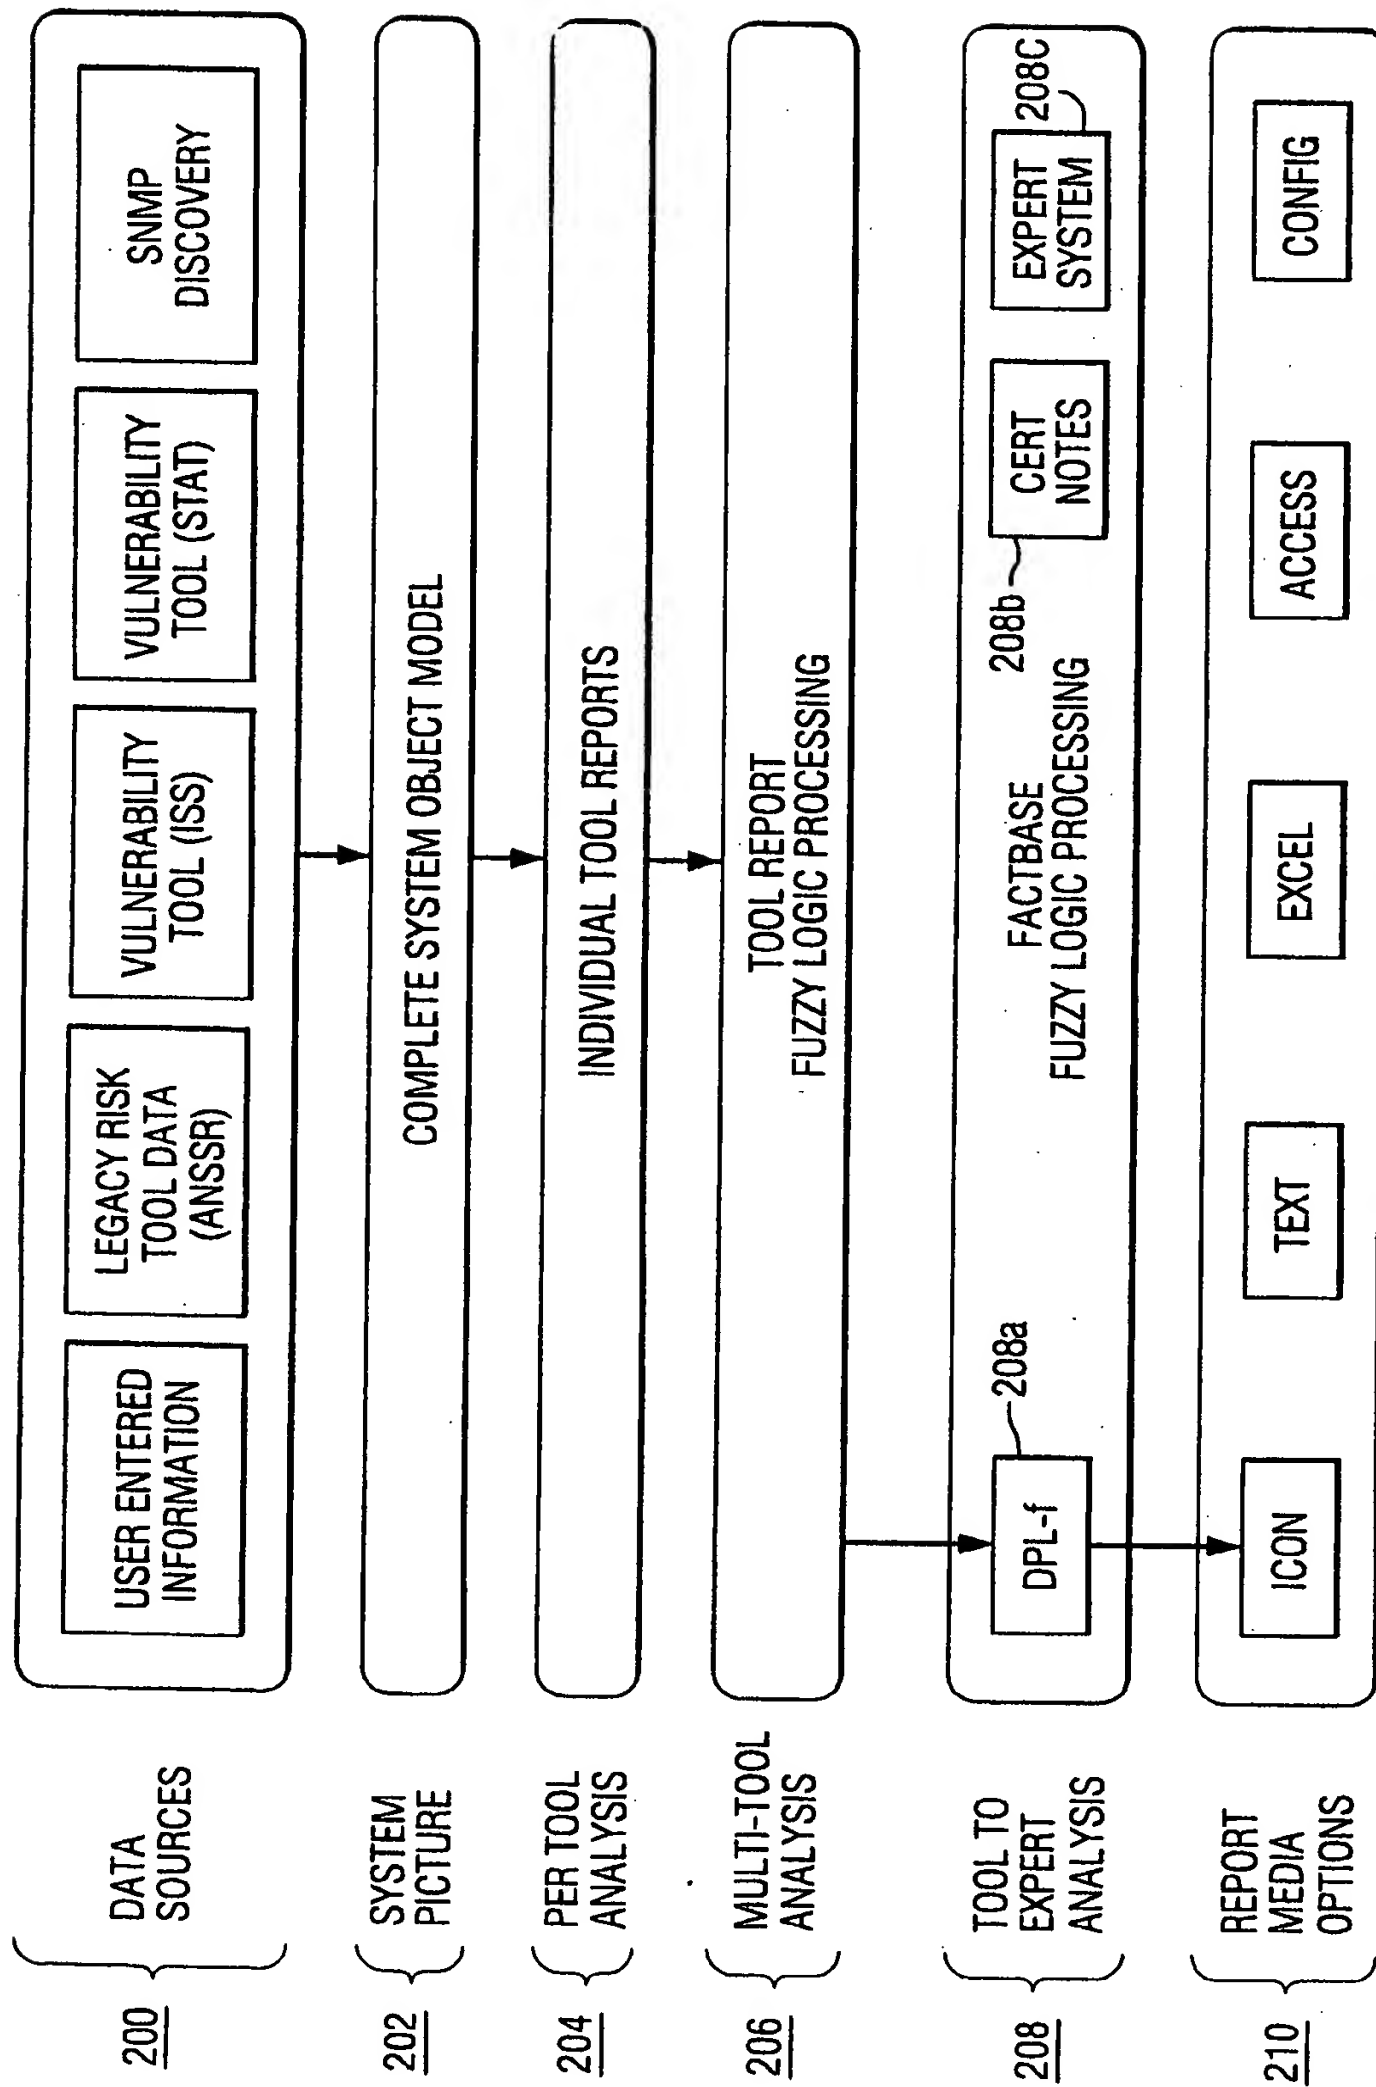 200
DATA
SOURCES
USER ENTERED
INFORMATION
LEGACY RISK
TOOL DATA
(ANSSR)
VULNERABILITY
TOOL (ISS)
VULNERABILITY
TOOL (STAT)
SNMP
DISCOVERY
202
SYSTEM
PICTURE
COMPLETE SYSTEM OBJECT MODEL
204
PER TOOL
ANALYSIS
INDIVIDUAL TOOL REPORTS
206
MULTI-TOOL
ANALYSIS
TOOL REPORT
FUZZY LOGIC PROCESSING
208
TOOL TO
EXPERT
ANALYSIS
DPL-f
208a
FACTBASE
FUZZY LOGIC PROCESSING
208b
CERT
NOTES
EXPERT
SYSTEM
208C
210
REPORT
MEDIA
OPTIONS
ICON
TEXT
EXCEL
ACCESS
CONFIG